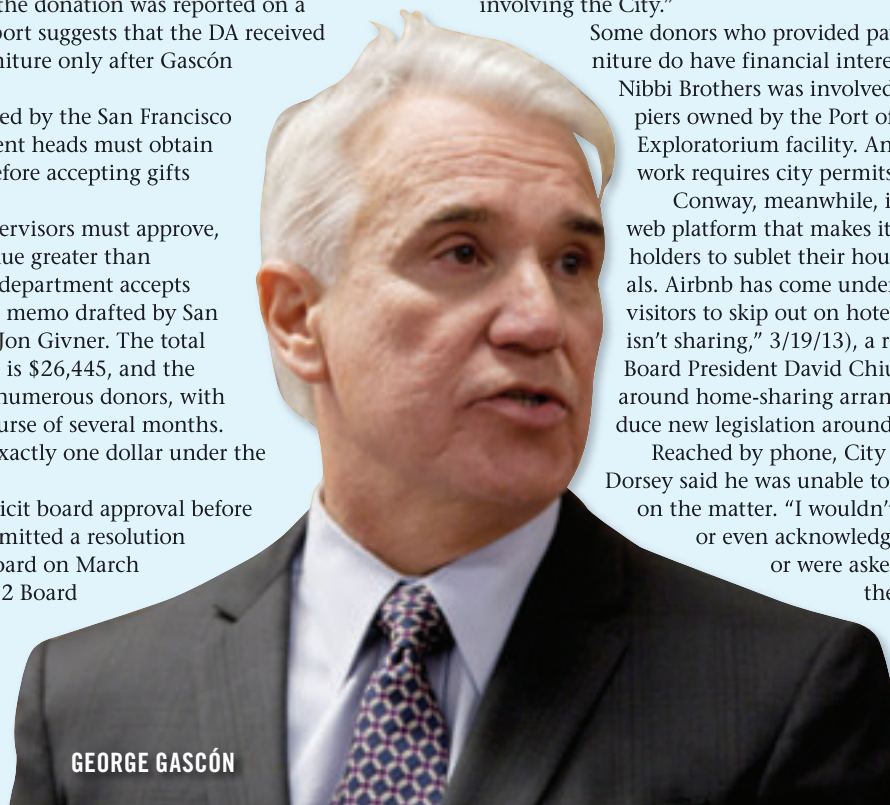 the donation was reported on a
port suggests that the DA received
niture only after Gascón
ed by the San Francisco
ent heads must obtain
efore accepting gifts
ervisors must approve,
ue greater than
department accepts
memo drafted by San
Jon Givner. The total
is $26,445, and the
numerous donors, with
urse of several months.
xactly one dollar under the
icit board approval before
mitted a resolution
oard on March
2 Board
involving the City.”
Some donors who provided pa
niture do have financial intere
Nibbi Brothers was involved
piers owned by the Port of
Exploratorium facility. An
work requires city permits
Conway, meanwhile, i
web platform that makes it
holders to sublet their hou
als. Airbnb has come unde
visitors to skip out on hote
isn’t sharing,” 3/19/13), a r
Board President David Chiu
around home-sharing arran
duce new legislation around
Reached by phone, City
Dorsey said he was unable to
on the matter. “I wouldn’t
or even acknowledg
or were aske
the
GEORGE GASCÓN